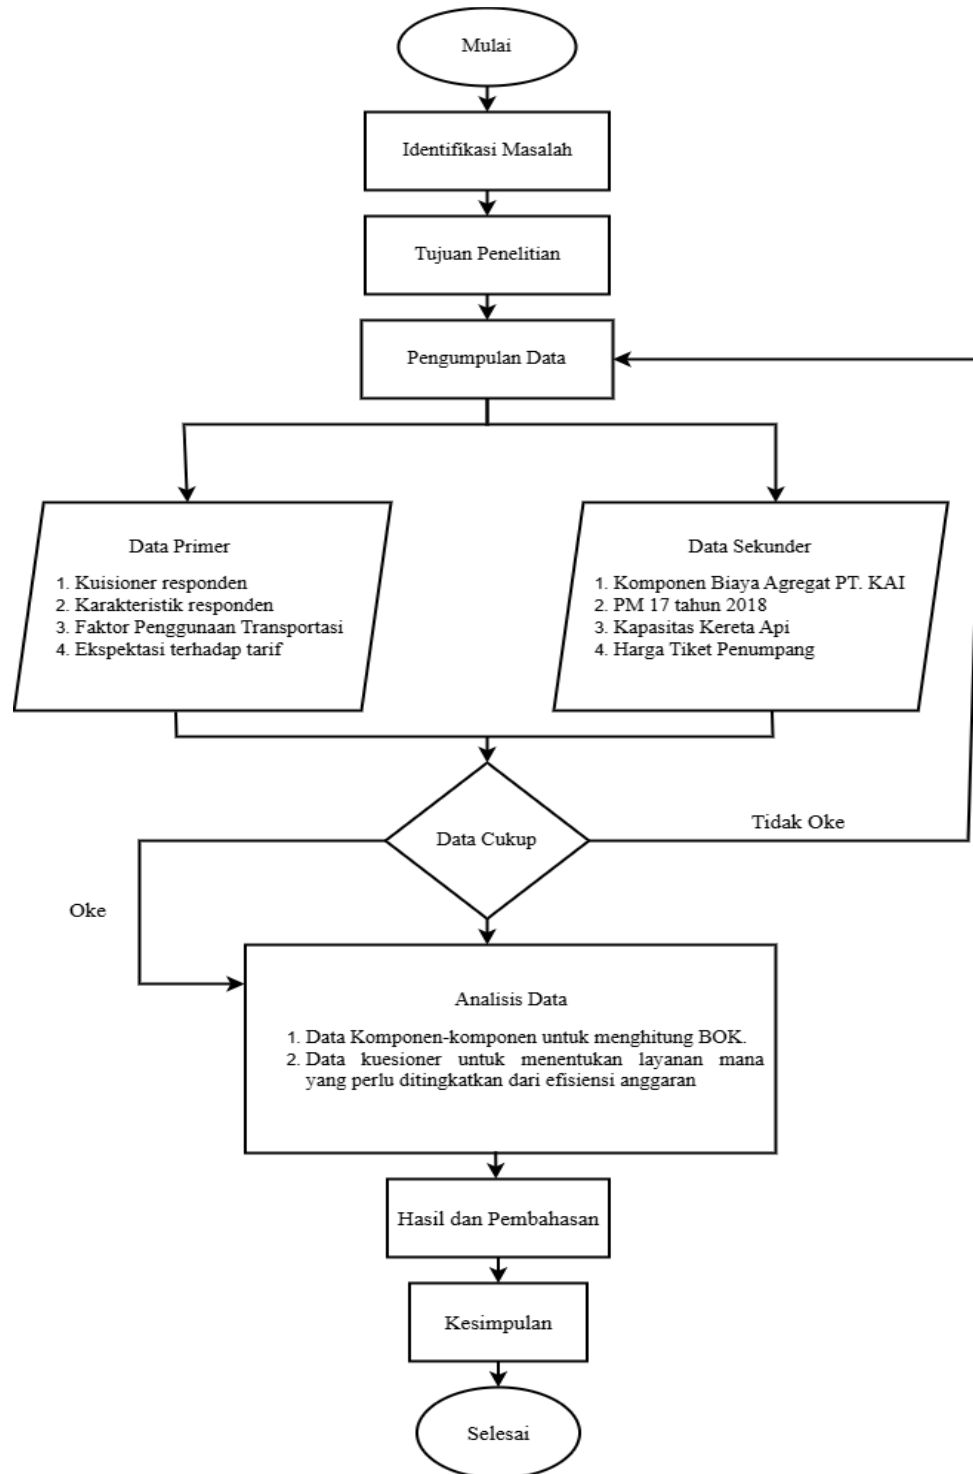 Mulai
Identifikasi Masalah
Tujuan Penelitian
Pengumpulan Data
Data Primer
1. Kuisioner responden
2. Karakteristik responden
3. Faktor Penggunaan Transportasi
4. Ekspektasi terhadap tarif
Data Sekunder
1. Komponen Biaya Agregat PT. KAI
2. PM 17 tahun 2018
3. Kapasitas Kereta Api
4. Harga Tiket Penumpang
Data Cukup
Tidak Oke
Oke
Analisis Data
1. Data Komponen-komponen untuk menghitung BOK.
2. Data kuesioner untuk menentukan layanan mana
yang perlu ditingkatkan dari efisiensi anggaran
Hasil dan Pembahasan
Kesimpulan
Selesai